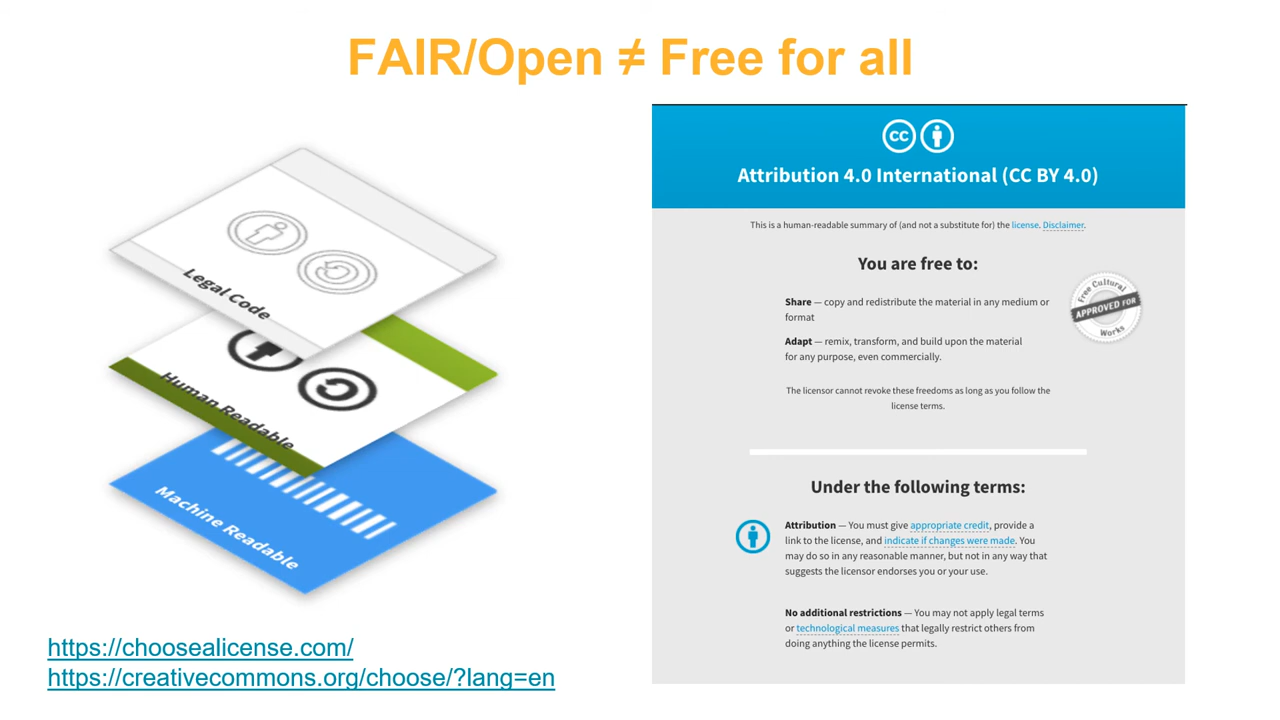 FAIR/Open ≠ Free for all
Legal Code
Human Readable
Machine Readable
https://choosealicense.com/
https://creativecommons.org/choose/?lang=en
cc
Attribution 4.0 International (CC BY 4.0)
This is a human-readable summary of (and not a substitute for) the license. Disclaimer.
You are free to:
Share — copy and redistribute the material in any medium or
format
Adapt — remix, transform, and build upon the material
for any purpose, even commercially.
Free Cultural
APPROVED FOR
Works
The licensor cannot revoke these freedoms as long as you follow the
license terms.
Under the following terms:
Attribution — You must give appropriate credit, provide a
link to the license, and indicate if changes were made. You
may do so in any reasonable manner, but not in any way that
suggests the licensor endorses you or your use.
No additional restrictions — You may not apply legal terms
or technological measures that legally restrict others from
doing anything the license permits.